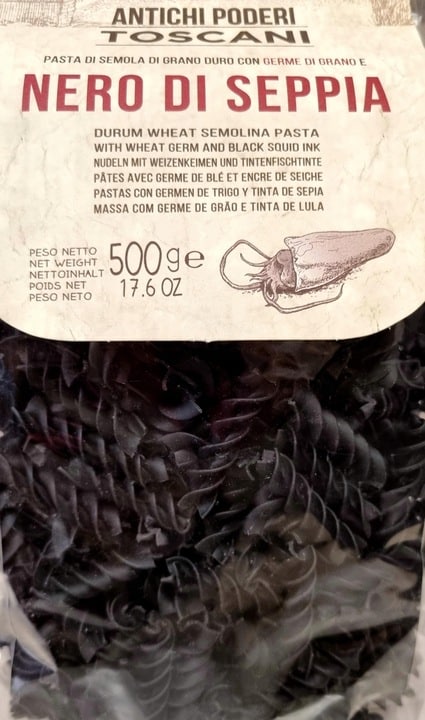 ANTICHI PODERI
TOSCANI
PASTA DI SEMOLA DI GRANO DURO CON GERME DI GRANO E
NERO DI SEPPIA
DURUM WHEAT SEMOLINA PASTA
WITH WHEAT GERM AND BLACK SQUID INK
NUDELN MIT WEIZENKEIMEN UND TINTENFISCHTINTE
PÂTES AVEC GERME DE BLÉ ET ENCRE DE SEICHE
PASTAS CON GERMEN DE TRIGO Y TINTA DE SEPIA
MASSA COM GERME DE GRÃO E TINTA DE LULA
PESO NETTO
NET WEIGHT
NETTOINHALT
POIDS NET
PESO NETO
500g e
17.6 OZ